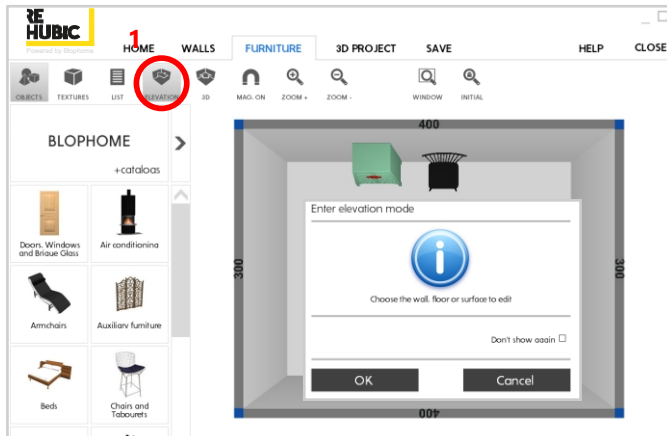 RE
HUBIC
Powered by Blophome
1
HOME WALLS FURNITURE 3D PROJECT SAVE HELP CLOSE
OBJECTS TEXTURES LIST ELEVATION 3D MAG. ON ZOOM + ZOOM - WINDOW INITIAL
BLOPHOME
+cataloas
Doors, Windows
and Brique Glass
Air conditionina
Armchairs
Auxiliary furniture
Beds
Chairs and
Tabourets
400
300
300
400
Enter elevation mode
i
Choose the wall, floor or surface to edit
Don't show again
OK Cancel